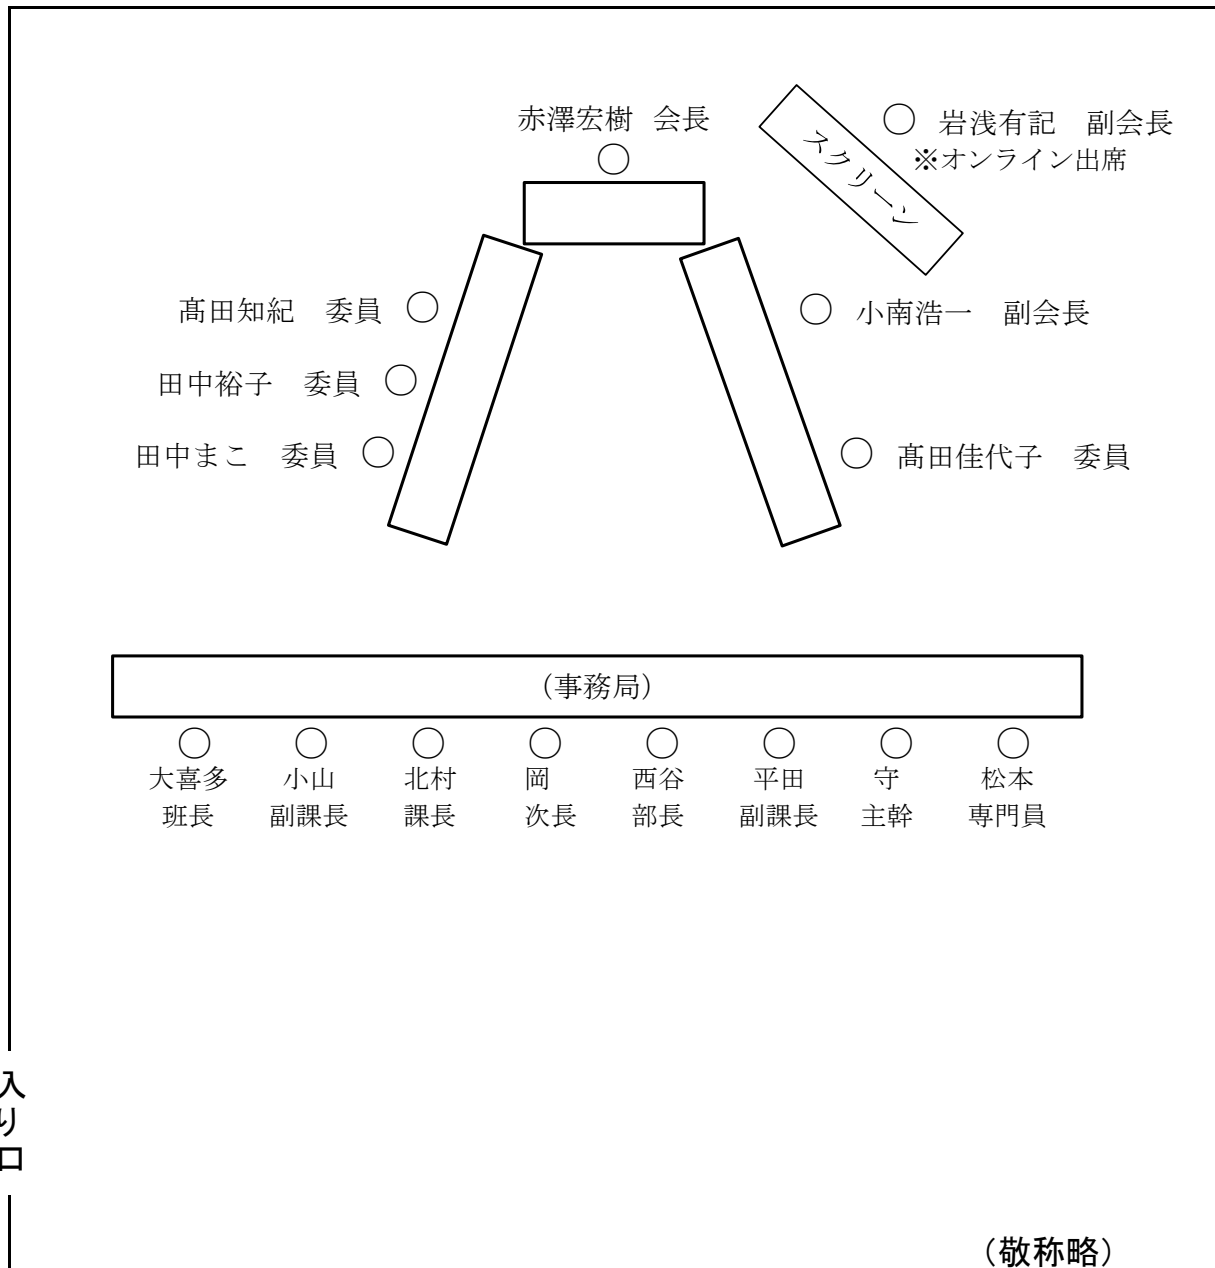 赤澤宏樹 会長
スクリーン
岩浅有記 副会長
※オンライン出席
髙田知紀 委員
小南浩一 副会長
田中裕子 委員
田中まこ 委員
髙田佳代子 委員
(事務局)
大喜多 小山 北村 岡 西谷 平田 守 松本
班長 副課長 課長 次長 部長 副課長 主幹 専門員
入り口
(敬称略)